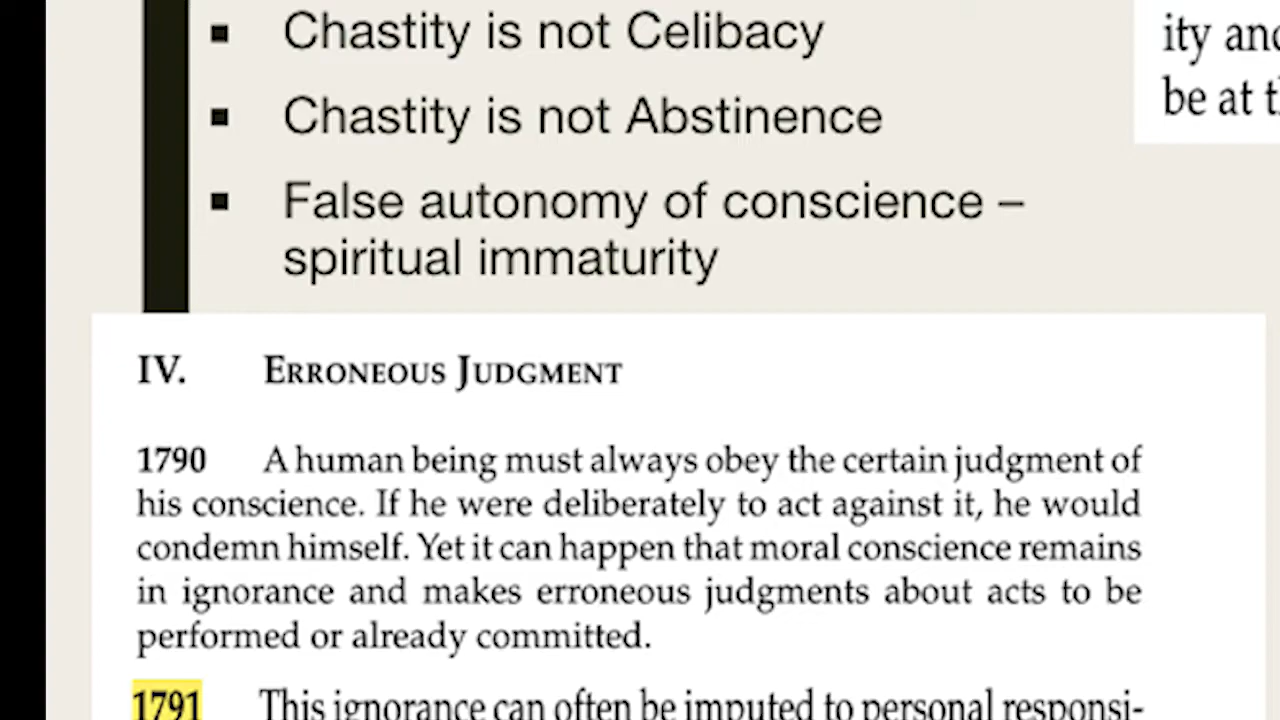 ▪ Chastity is not Celibacy
▪ Chastity is not Abstinence
▪ False autonomy of conscience –
spiritual immaturity
ity and
be at
IV. ERRONEOUS JUDGMENT
1790 A human being must always obey the certain judgment of
his conscience. If he were deliberately to act against it, he would
condemn himself. Yet it can happen that moral conscience remains
in ignorance and makes erroneous judgments about acts to be
performed or already committed.
1791 This ignorance can often be imputed to personal responsi-